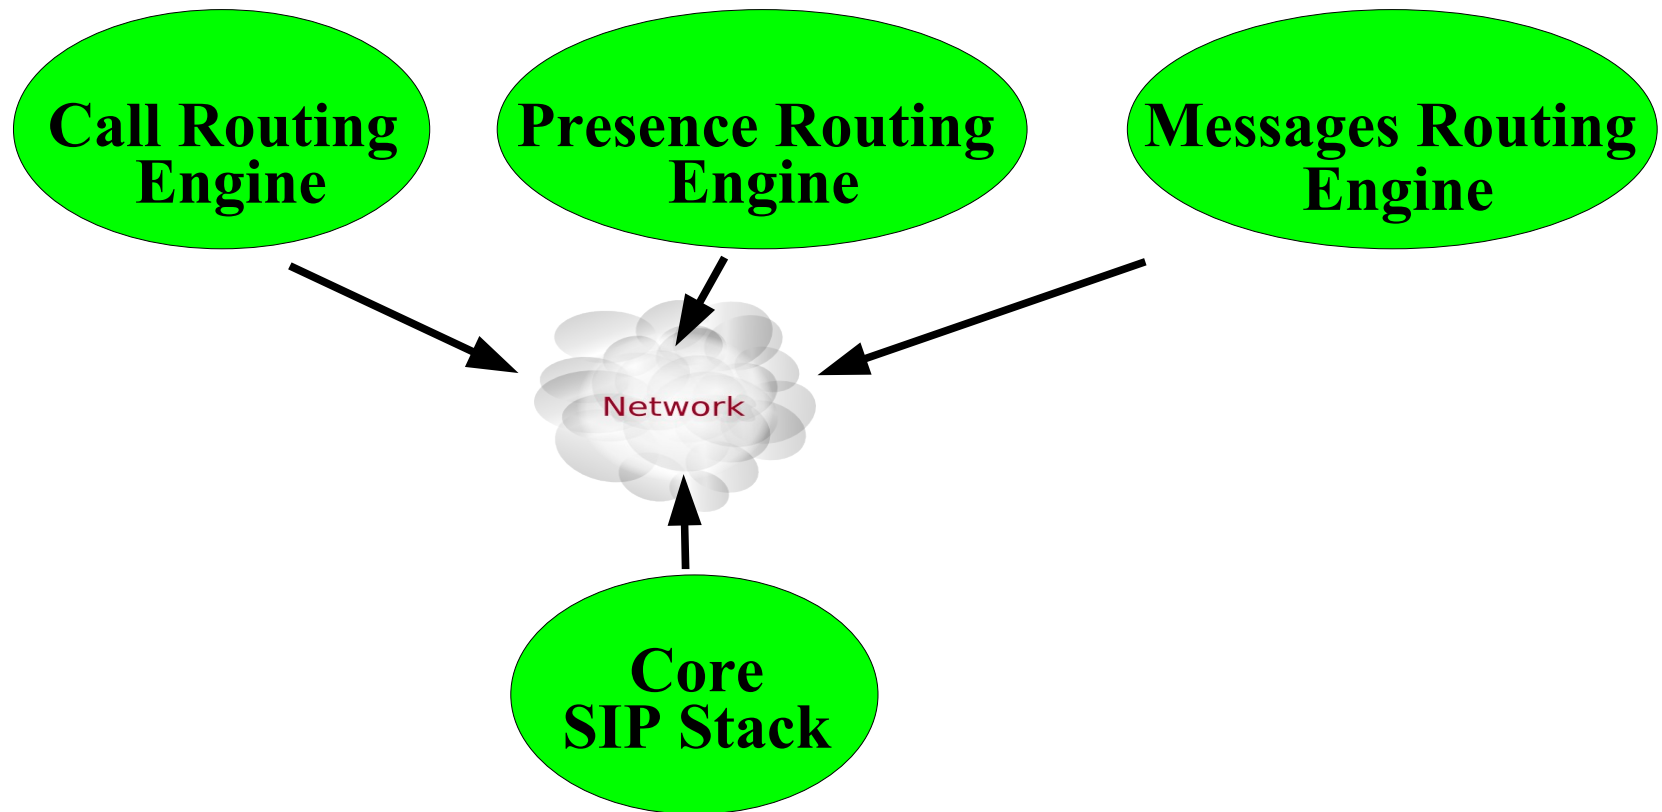 Call Routing
Engine
Presence Routing
Engine
Messages Routing
Engine
Network
Core
SIP Stack